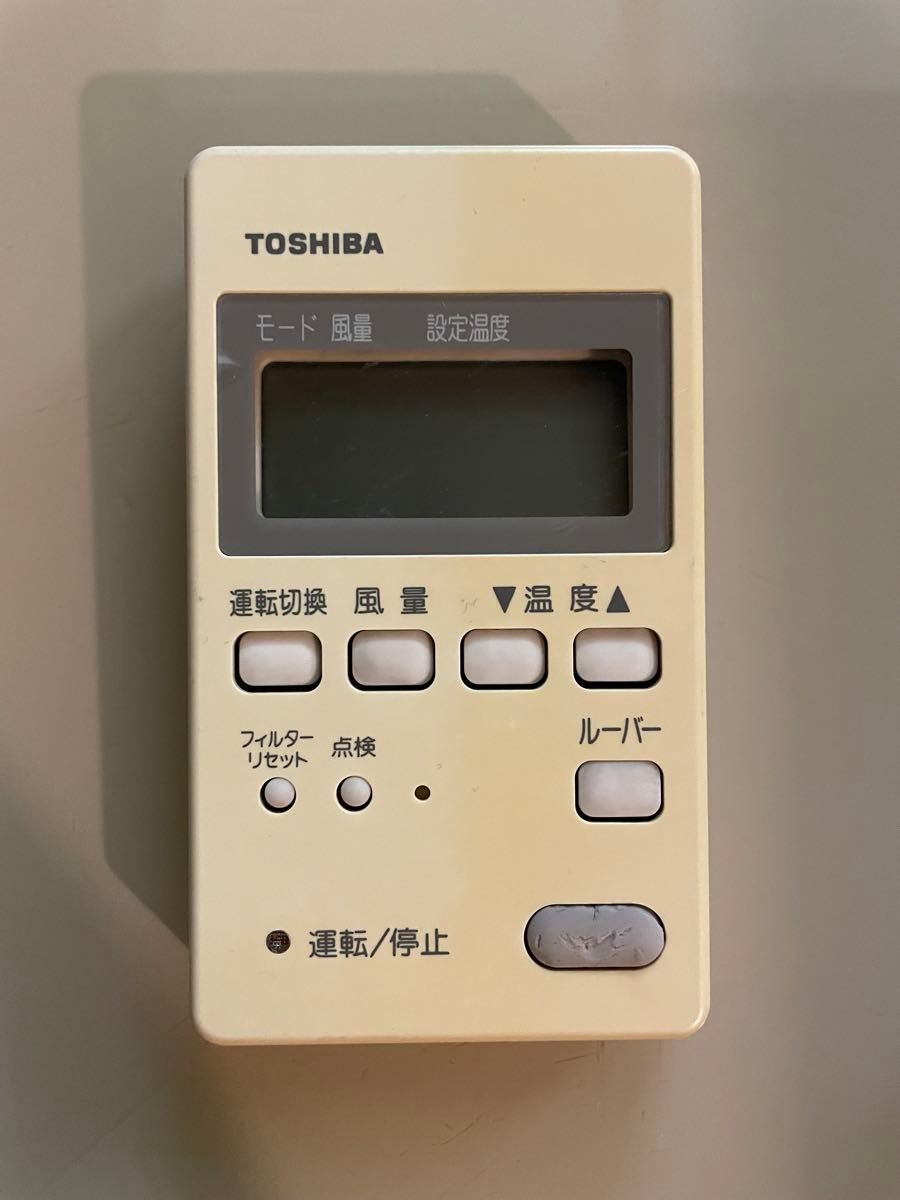 TOSHIBA
モード 風量 設定温度
運転切換 風量 ▼温度▲
フィルター
リセット
点検
ルーバー
運転/停止